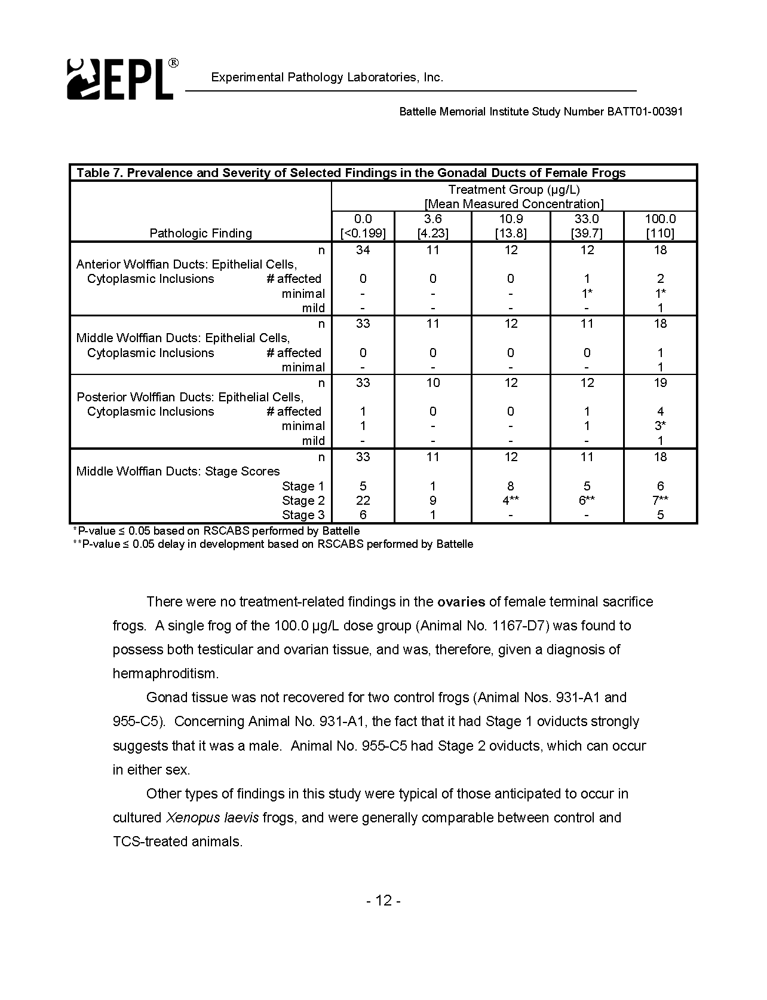 EPL®
Experimental Pathology Laboratories, Inc.
Battelle Memorial Institute Study Number BATT01-00391
Table 7. Prevalence and Severity of Selected Findings in the Gonadal Ducts of Female Frogs
Treatment Group (µg/L)
[Mean Measured Concentration]
0.0 3.6 10.9 33.0 100.0
Pathologic Finding [<0.199] [4.23] [13.8] [39.7] [110]
n 34 11 12 12 18
Anterior Wolffian Ducts: Epithelial Cells,
Cytoplasmic Inclusions # affected 0 0 0 1 2
minimal - - - 1* 1*
mild - - - - 1
n 33 11 12 11 18
Middle Wolffian Ducts: Epithelial Cells,
Cytoplasmic Inclusions # affected 0 0 0 0 1
minimal - - - - 1
n 33 10 12 12 19
Posterior Wolffian Ducts: Epithelial Cells,
Cytoplasmic Inclusions # affected 1 0 0 1 4
minimal 1 - - 1 3*
mild - - - - 1
n 33 11 12 11 18
Middle Wolffian Ducts: Stage Scores
Stage 1 5 1 8 5 6
Stage 2 22 9 4** 6** 7**
Stage 3 6 1 - - 5
*P-value ≤ 0.05 based on RSCABS performed by Battelle
**P-value ≤ 0.05 delay in development based on RSCABS performed by Battelle
There were no treatment-related findings in the ovaries of female terminal sacrifice
frogs. A single frog of the 100.0 µg/L dose group (Animal No. 1167-D7) was found to
possess both testicular and ovarian tissue, and was, therefore, given a diagnosis of
hermaphroditism.
Gonad tissue was not recovered for two control frogs (Animal Nos. 931-A1 and
955-C5). Concerning Animal No. 931-A1, the fact that it had Stage 1 oviducts strongly
suggests that it was a male. Animal No. 955-C5 had Stage 2 oviducts, which can occur
in either sex.
Other types of findings in this study were typical of those anticipated to occur in
cultured Xenopus laevis frogs, and were generally comparable between control and
TCS-treated animals.
- 12 -